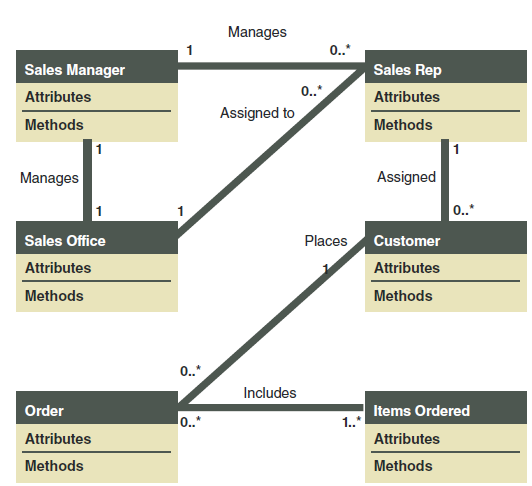 Manages
1
0..*
Sales Manager
Attributes
Methods
Sales Rep
Attributes
Methods
0..*
Assigned to
1
Manages
1
1
1
Assigned
0..*
Sales Office
Attributes
Methods
Places
1
Customer
Attributes
Methods
0..*
Includes
0..*
1..*
Order
Attributes
Methods
Items Ordered
Attributes
Methods